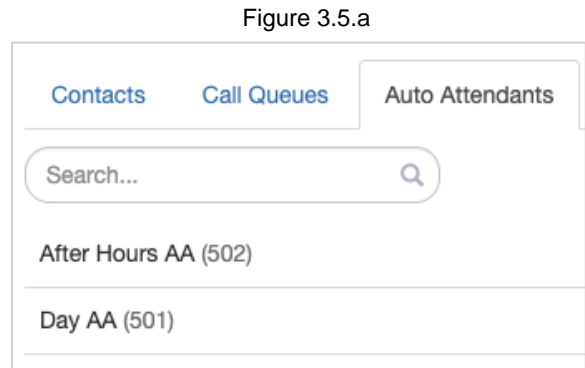 Figure 3.5.a
Contacts Call Queues Auto Attendants
Search...
After Hours AA (502)
Day AA (501)